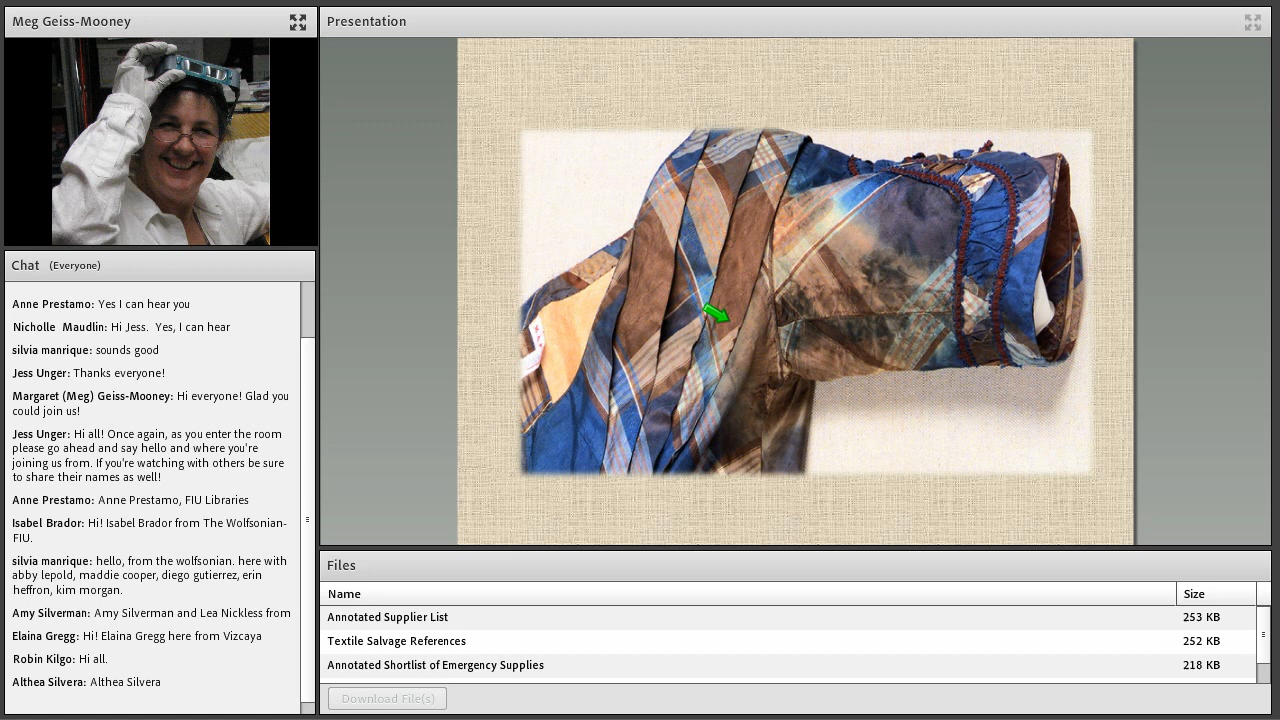 Meg Geiss-Mooney
Presentation
Chat (Everyone)
Anne Prestamo: Yes I can hear you
Nicholle Maudlin: Hi Jess. Yes, I can hear
silvia manrique: sounds good
Jess Unger: Thanks everyone!
Margaret (Meg) Geiss-Mooney: Hi everyone! Glad you
could join us!
Jess Unger: Hi all! Once again, as you enter the room
please go ahead and say hello and where you're
joining us from. If you're watching with others be sure
to share their names as well!
Anne Prestamo: Anne Prestamo, FIU Libraries
Isabel Brador: Hi! Isabel Brador from The Wolfsonian-
FIU.
silvia manrique: hello, from the wolfsonian. here with
abby lepold, maddie cooper, diego gutierrez, erin
heffron, kim morgan.
Amy Silverman: Amy Silverman and Lea Nickless from
Elaina Gregg: Hi! Elaina Gregg here from Vizcaya
Robin Kilgo: Hi all.
Althea Silvera: Althea Silvera
Files
Name Size
Annotated Supplier List 253 KB
Textile Salvage References 252 KB
Annotated Shortlist of Emergency Supplies 218 KB
Download File(s)